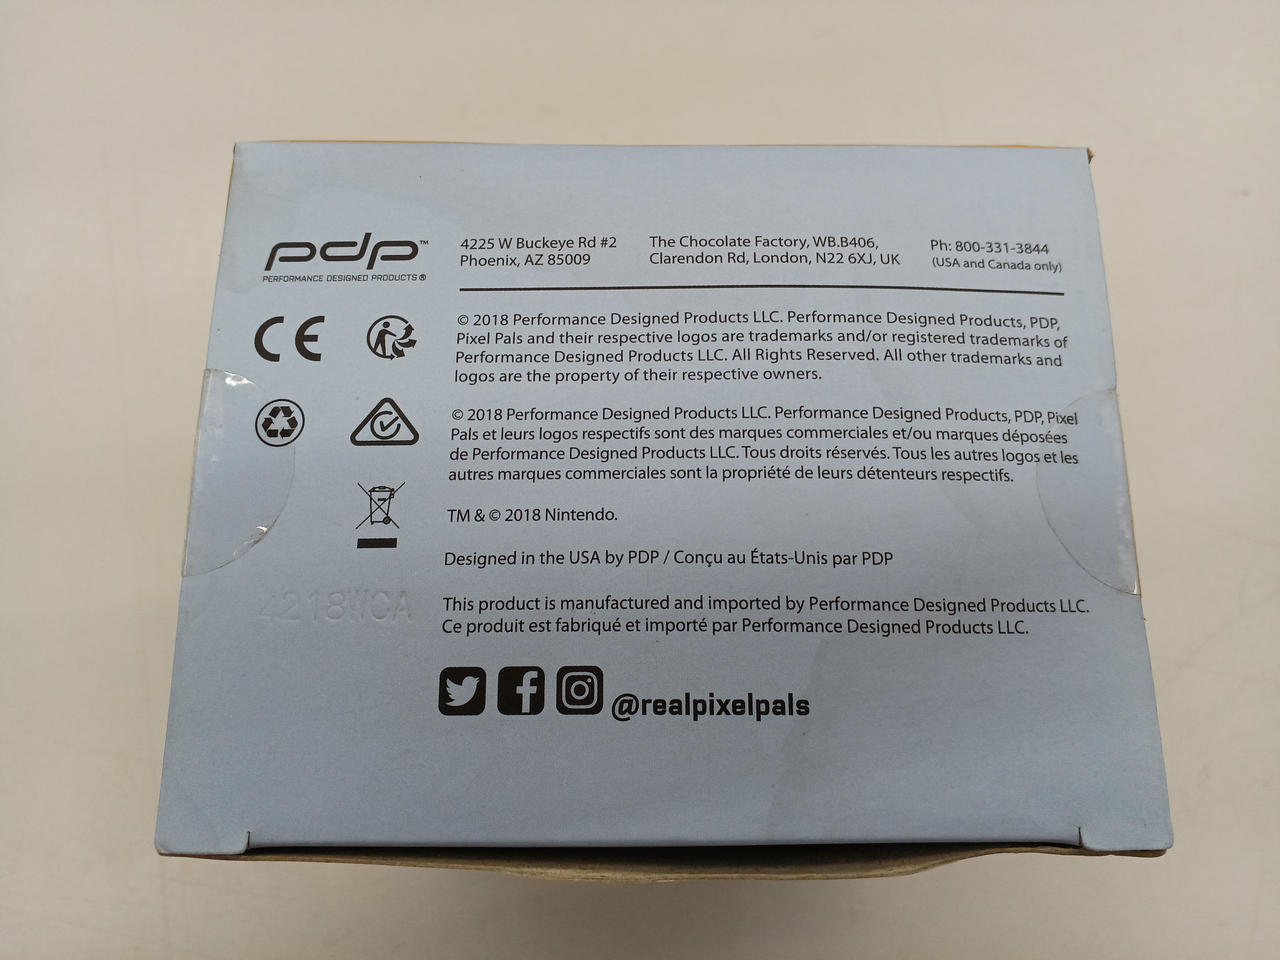 pdp™
PERFORMANCE DESIGNED PRODUCTS ®
4225 W Buckeye Rd #2
Phoenix, AZ 85009
The Chocolate Factory, WB.B406,
Clarendon Rd, London, N22 6XJ, UK
Ph: 800-331-3844
(USA and Canada only)
CE
© 2018 Performance Designed Products LLC. Performance Designed Products, PDP,
Pixel Pals and their respective logos are trademarks and/or registered trademarks of
Performance Designed Products LLC. All Rights Reserved. All other trademarks and
logos are the property of their respective owners.
© 2018 Performance Designed Products LLC. Performance Designed Products, PDP, Pixel
Pals et leurs logos respectifs sont des marques commerciales et/ou marques déposées
de Performance Designed Products LLC. Tous droits réservés. Tous les autres logos et les
autres marques commerciales sont la propriété de leurs détenteurs respectifs.
TM & © 2018 Nintendo.
Designed in the USA by PDP / Conçu au États-Unis par PDP
4218WCA
This product is manufactured and imported by Performance Designed Products LLC.
Ce produit est fabriqué et importé par Performance Designed Products LLC.
@realpixelpals